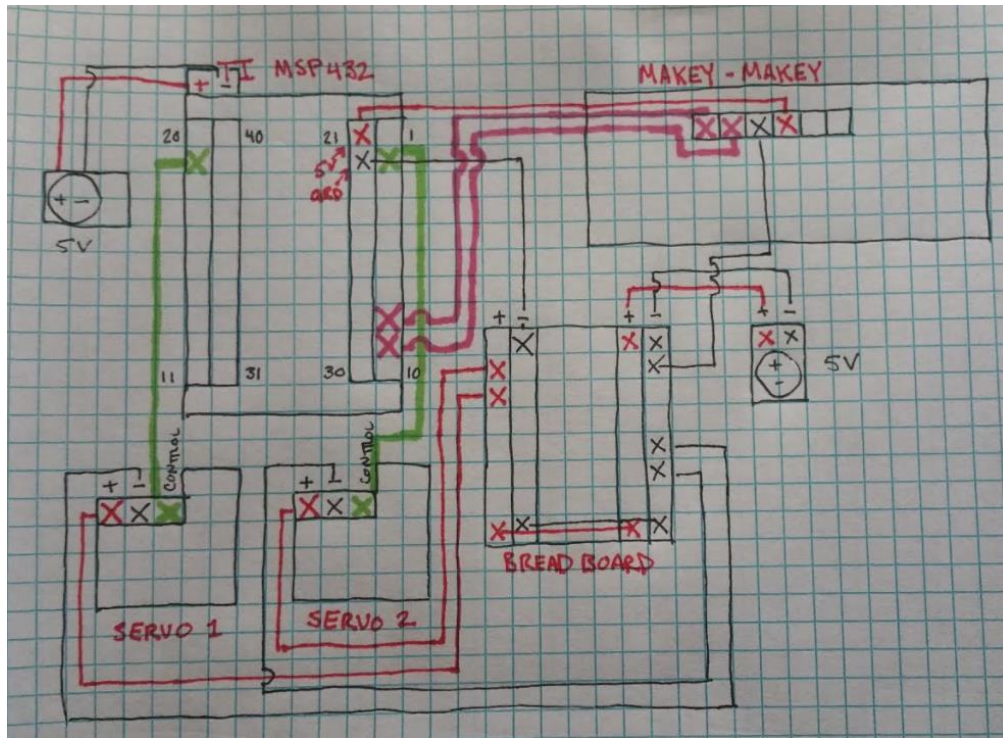 TI MSP432
MAKEY-MAKEY
+ -
20 40 21 1
5V
GRD
+ -
5V
11 31 30 10
+ - + - + -
+ -
5V
+ - CONTROL
+ - CONTROL
BREAD BOARD
SERVO 1
SERVO 2